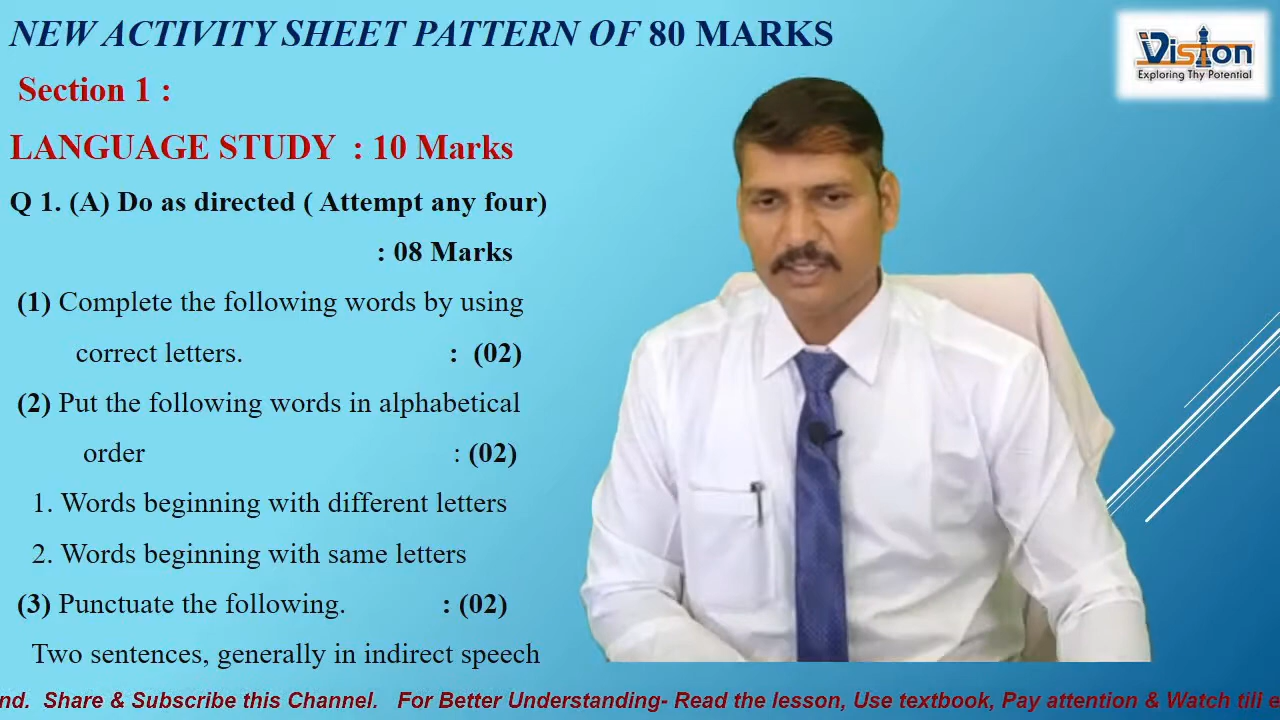 NEW ACTIVITY SHEET PATTERN OF 80 MARKS
Vision
Exploring Thy Potential
Section 1 :
LANGUAGE STUDY : 10 Marks
Q 1. (A) Do as directed ( Attempt any four)
: 08 Marks
(1) Complete the following words by using
correct letters. : (02)
(2) Put the following words in alphabetical
order : (02)
1. Words beginning with different letters
2. Words beginning with same letters
(3) Punctuate the following. : (02)
Two sentences, generally in indirect speech
nd. Share & Subscribe this Channel. For Better Understanding- Read the lesson, Use textbook, Pay attention & Watch tili e